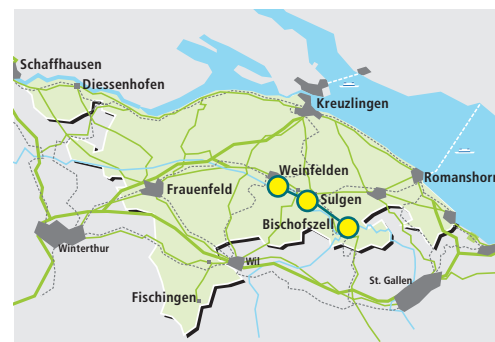 Schaffhausen
Diessenhofen
Kreuzlingen
Weinfelden
Romanshorn
Frauenfeld
Sulgen
Bischofszell
Winterthur
Wil
St. Gallen
Fischingen